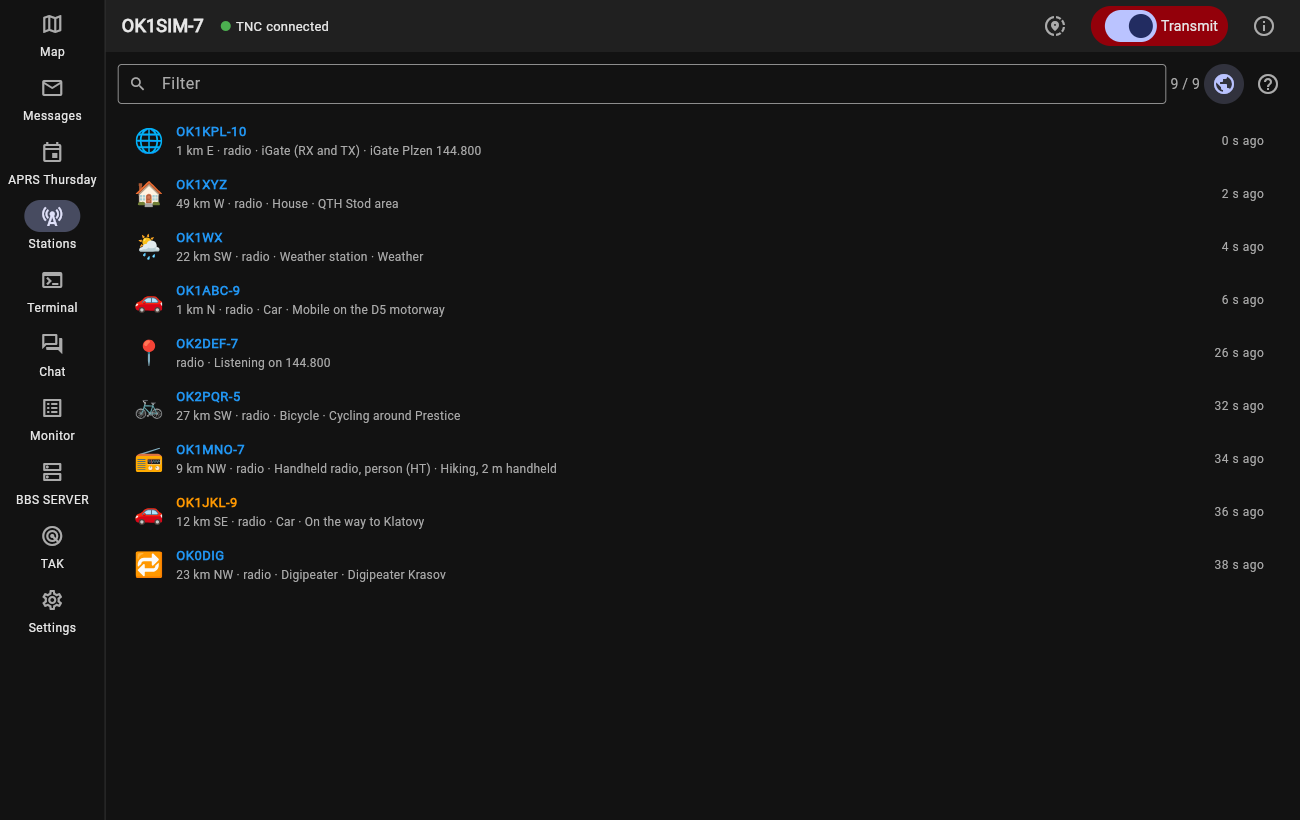 OK1SIM-7
TNC connected
Transmit
Map
Messages
APRS Thursday
Stations
Terminal
Chat
Monitor
BBS SERVER
TAK
Settings
Filter
9 / 9
OK1KPL-10
1 km E · radio · iGate (RX and TX) · iGate Plzen 144.800
0 s ago
OK1XYZ
49 km W · radio · House · QTH Stod area
2 s ago
OK1WX
22 km SW · radio · Weather station · Weather
4 s ago
OK1ABC-9
1 km N · radio · Car · Mobile on the D5 motorway
6 s ago
OK2DEF-7
radio · Listening on 144.800
26 s ago
OK2PQR-5
27 km SW · radio · Bicycle · Cycling around Prestice
32 s ago
OK1MNO-7
9 km NW · radio · Handheld radio, person (HT) · Hiking, 2 m handheld
34 s ago
OK1JKL-9
12 km SE · radio · Car · On the way to Klatovy
36 s ago
OK0DIG
23 km NW · radio · Digipeater · Digipeater Krasov
38 s ago